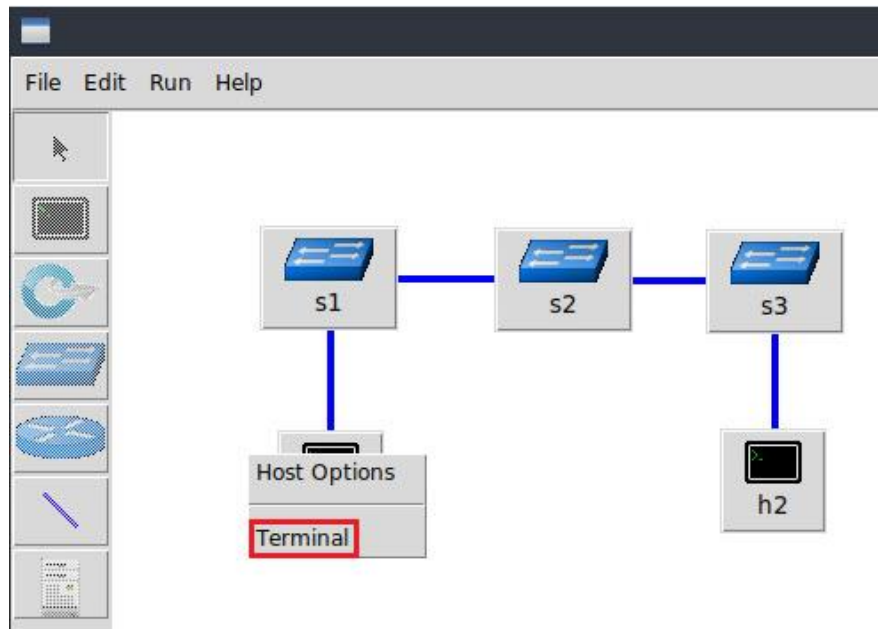 File Edit Run Help
s1
s2
s3
Host Options
h2
Terminal